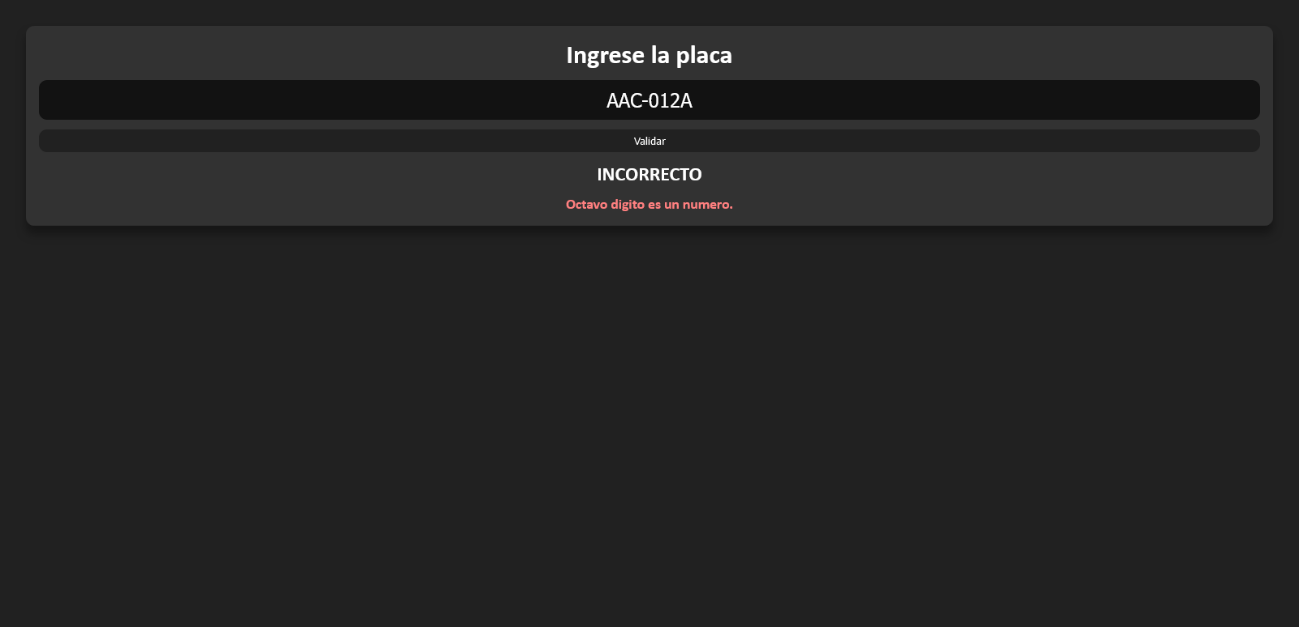 Ingrese la placa
AAC-012A
Validar
INCORRECTO
Octavo digito es un numero.